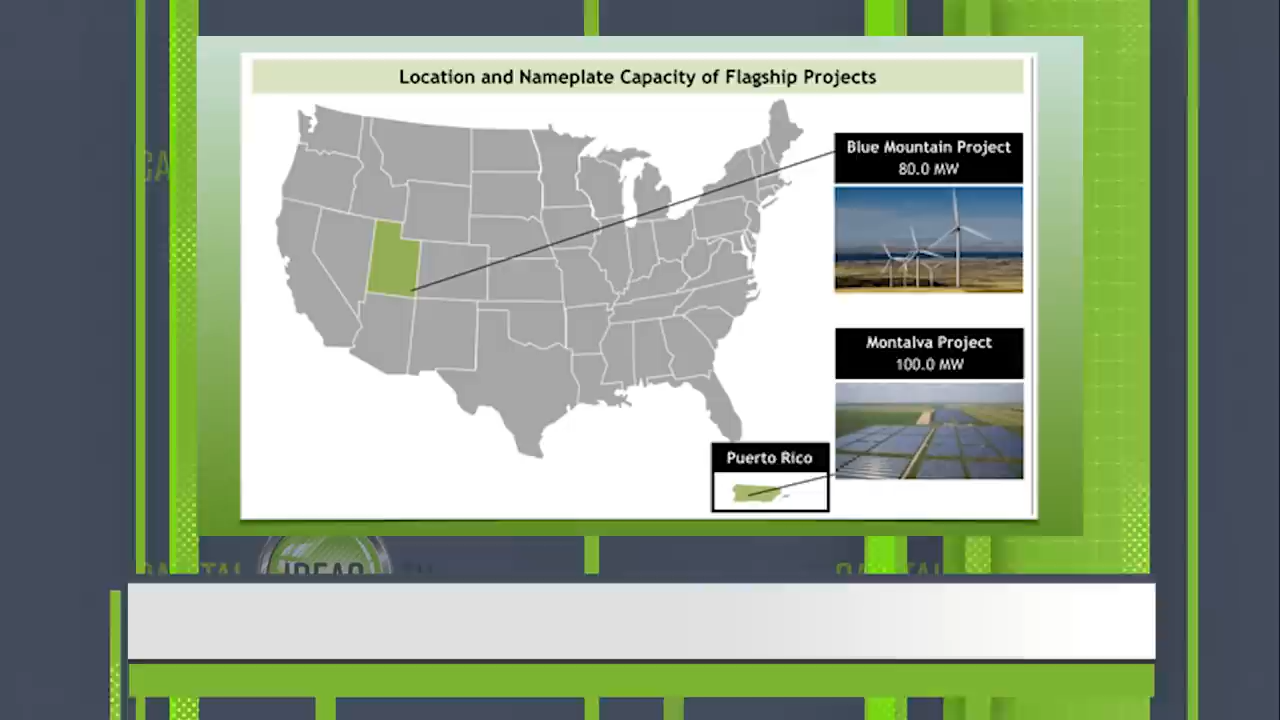 Location and Nameplate Capacity of Flagship Projects
Blue Mountain Project
80.0 MW
Montalva Project
100.0 MW
Puerto Rico